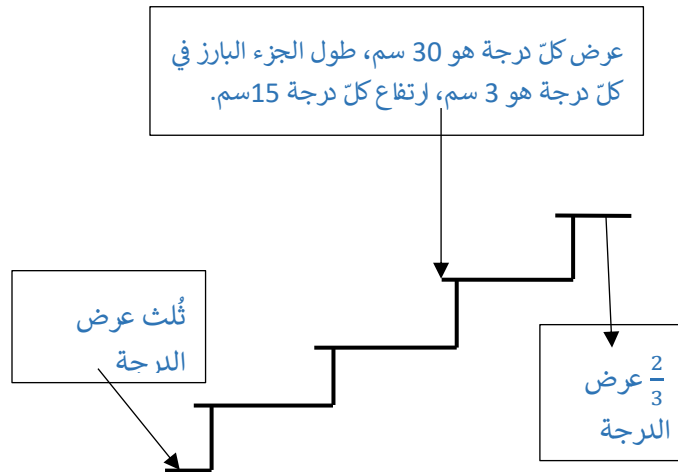 عرض كلّ درجة هو 30 سم، طول الجزء البارز في
كلّ درجة هو 3 سم، ارتفاع كلّ درجة 15سم.
ثُلث عرض
الدرجة
$\frac{2}{3}$ عرض
الدرجة